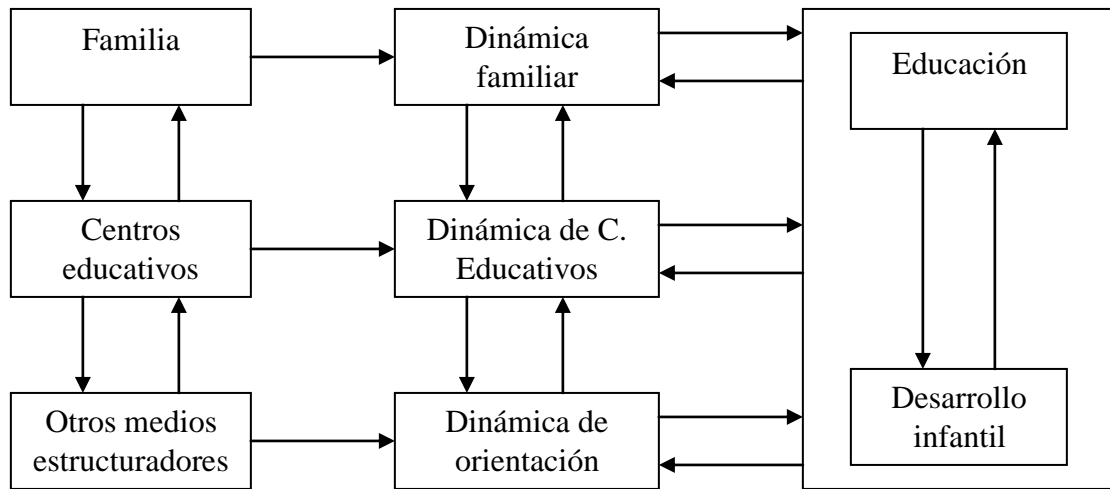 Familia
Dinámica
familiar
Educación
Centros
educativos
Dinámica de C.
Educativos
Otros medios
estructuradores
Dinámica de
orientación
Desarrollo
infantil